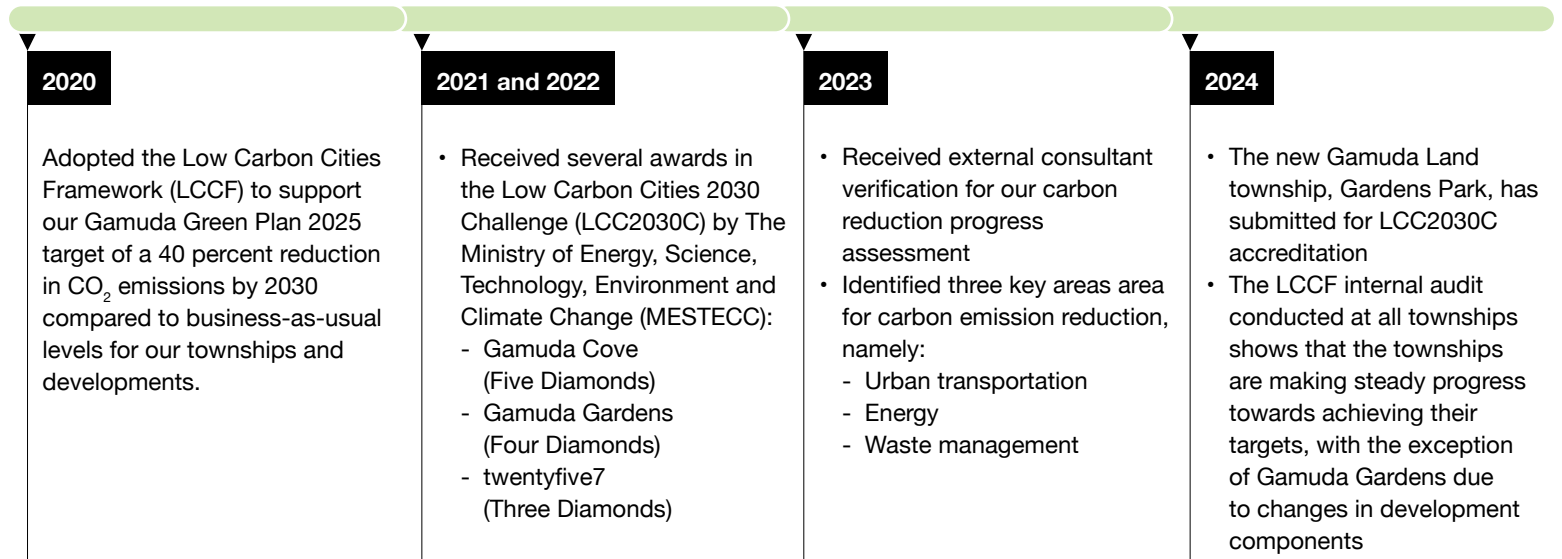 2020
Adopted the Low Carbon Cities
Framework (LCCF) to support
our Gamuda Green Plan 2025
target of a 40 percent reduction
in CO₂ emissions by 2030
compared to business-as-usual
levels for our townships and
developments.
2021 and 2022
• Received several awards in
the Low Carbon Cities 2030
Challenge (LCC2030C) by The
Ministry of Energy, Science,
Technology, Environment and
Climate Change (MESTECC):
- Gamuda Cove
(Five Diamonds)
- Gamuda Gardens
(Four Diamonds)
- twentyfive7
(Three Diamonds)
2023
• Received external consultant
verification for our carbon
reduction progress
assessment
• Identified three key areas area
for carbon emission reduction,
namely:
- Urban transportation
- Energy
- Waste management
2024
• The new Gamuda Land
township, Gardens Park, has
submitted for LCC2030C
accreditation
• The LCCF internal audit
conducted at all townships
shows that the townships
are making steady progress
towards achieving their
targets, with the exception
of Gamuda Gardens due
to changes in development
components